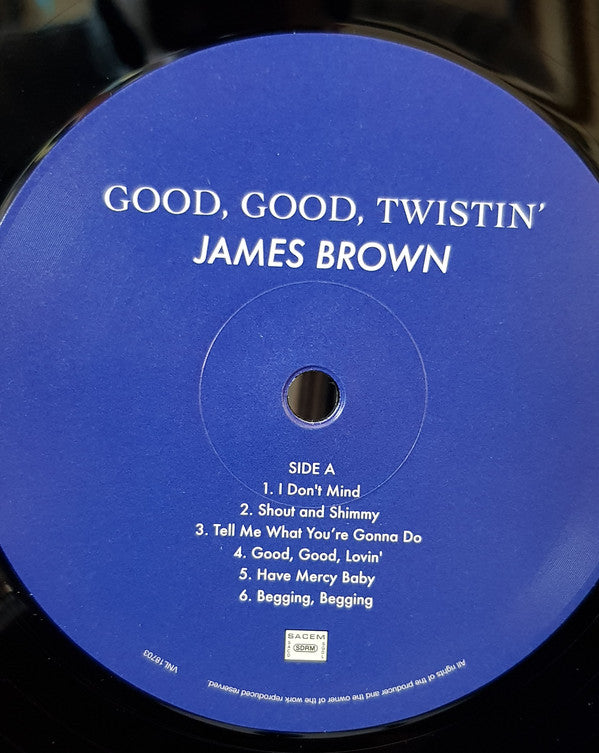 GOOD, GOOD, TWISTIN'
JAMES BROWN
SIDE A
1. I Don't Mind
2. Shout and Shimmy
3. Tell Me What You're Gonna Do
4. Good, Good, Lovin'
5. Have Mercy Baby
6. Begging, Begging
SACEM
SDRM
VNL18703
All rights of the producer and the owner of the work reproduced reserved.